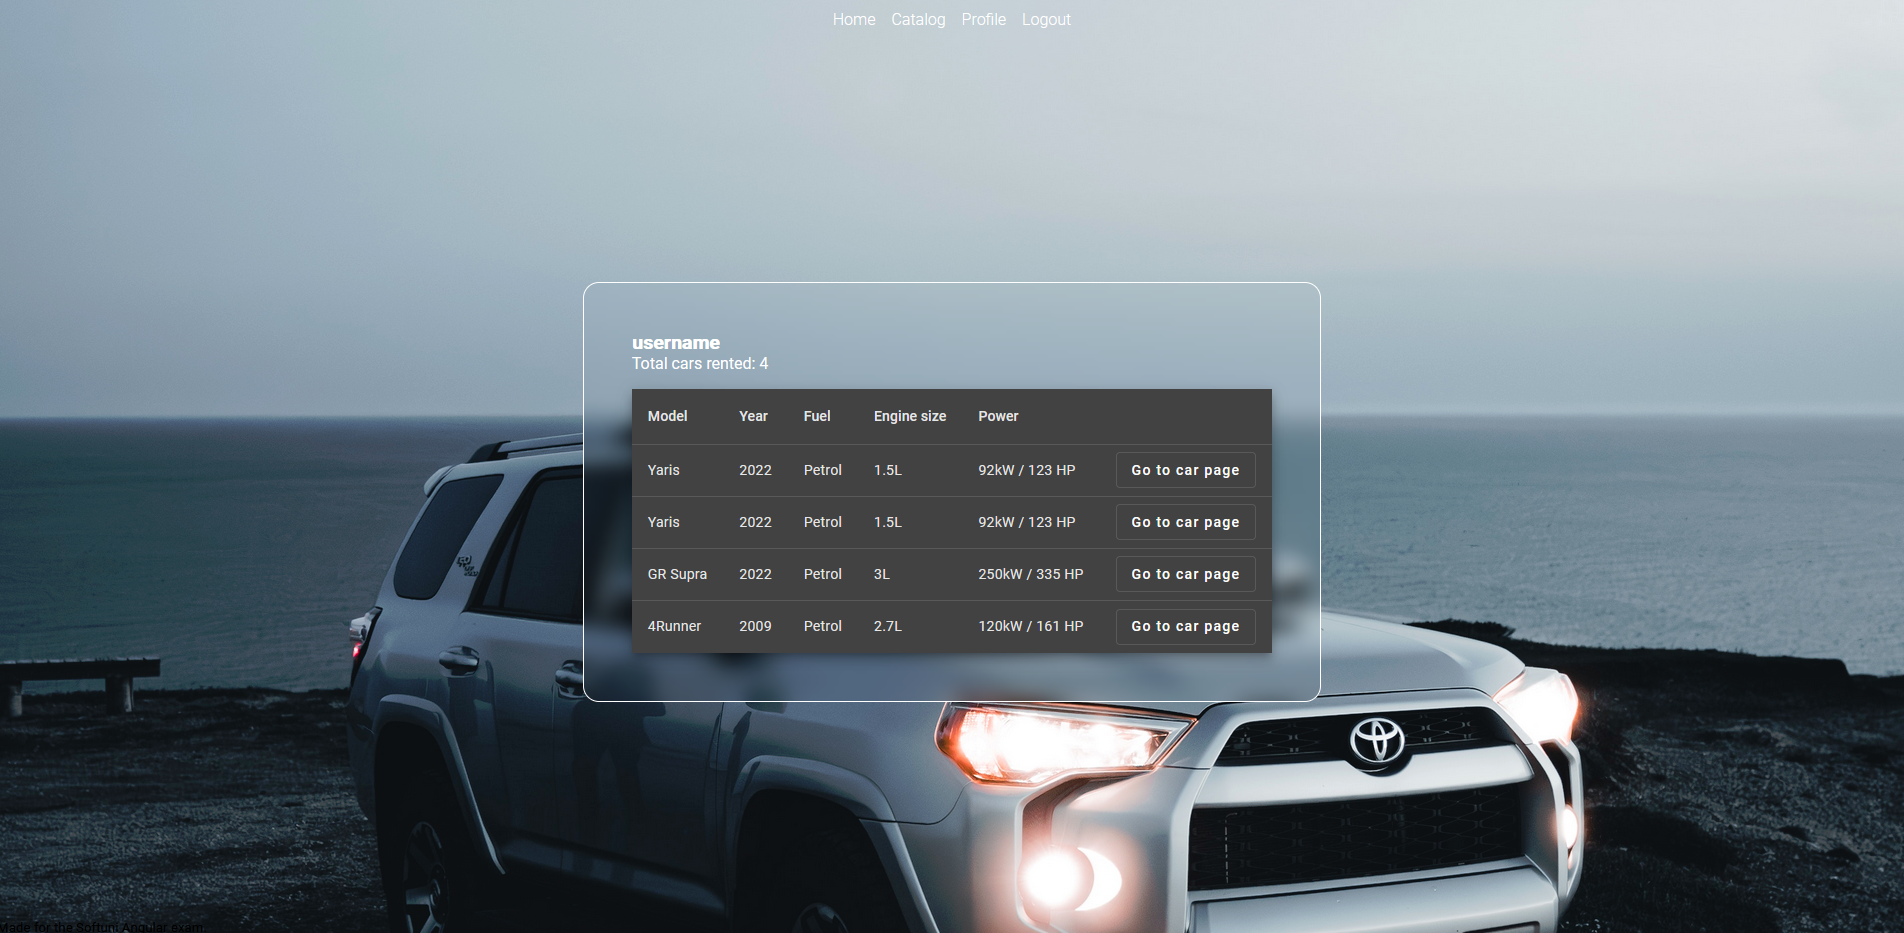 Home Catalog Profile Logout
username
Total cars rented: 4
Model Year Fuel Engine size Power
Yaris 2022 Petrol 1.5L 92kW / 123 HP Go to car page
Yaris 2022 Petrol 1.5L 92kW / 123 HP Go to car page
GR Supra 2022 Petrol 3L 250kW / 335 HP Go to car page
4Runner 2009 Petrol 2.7L 120kW / 161 HP Go to car page
Made for the Softuni Angular exam